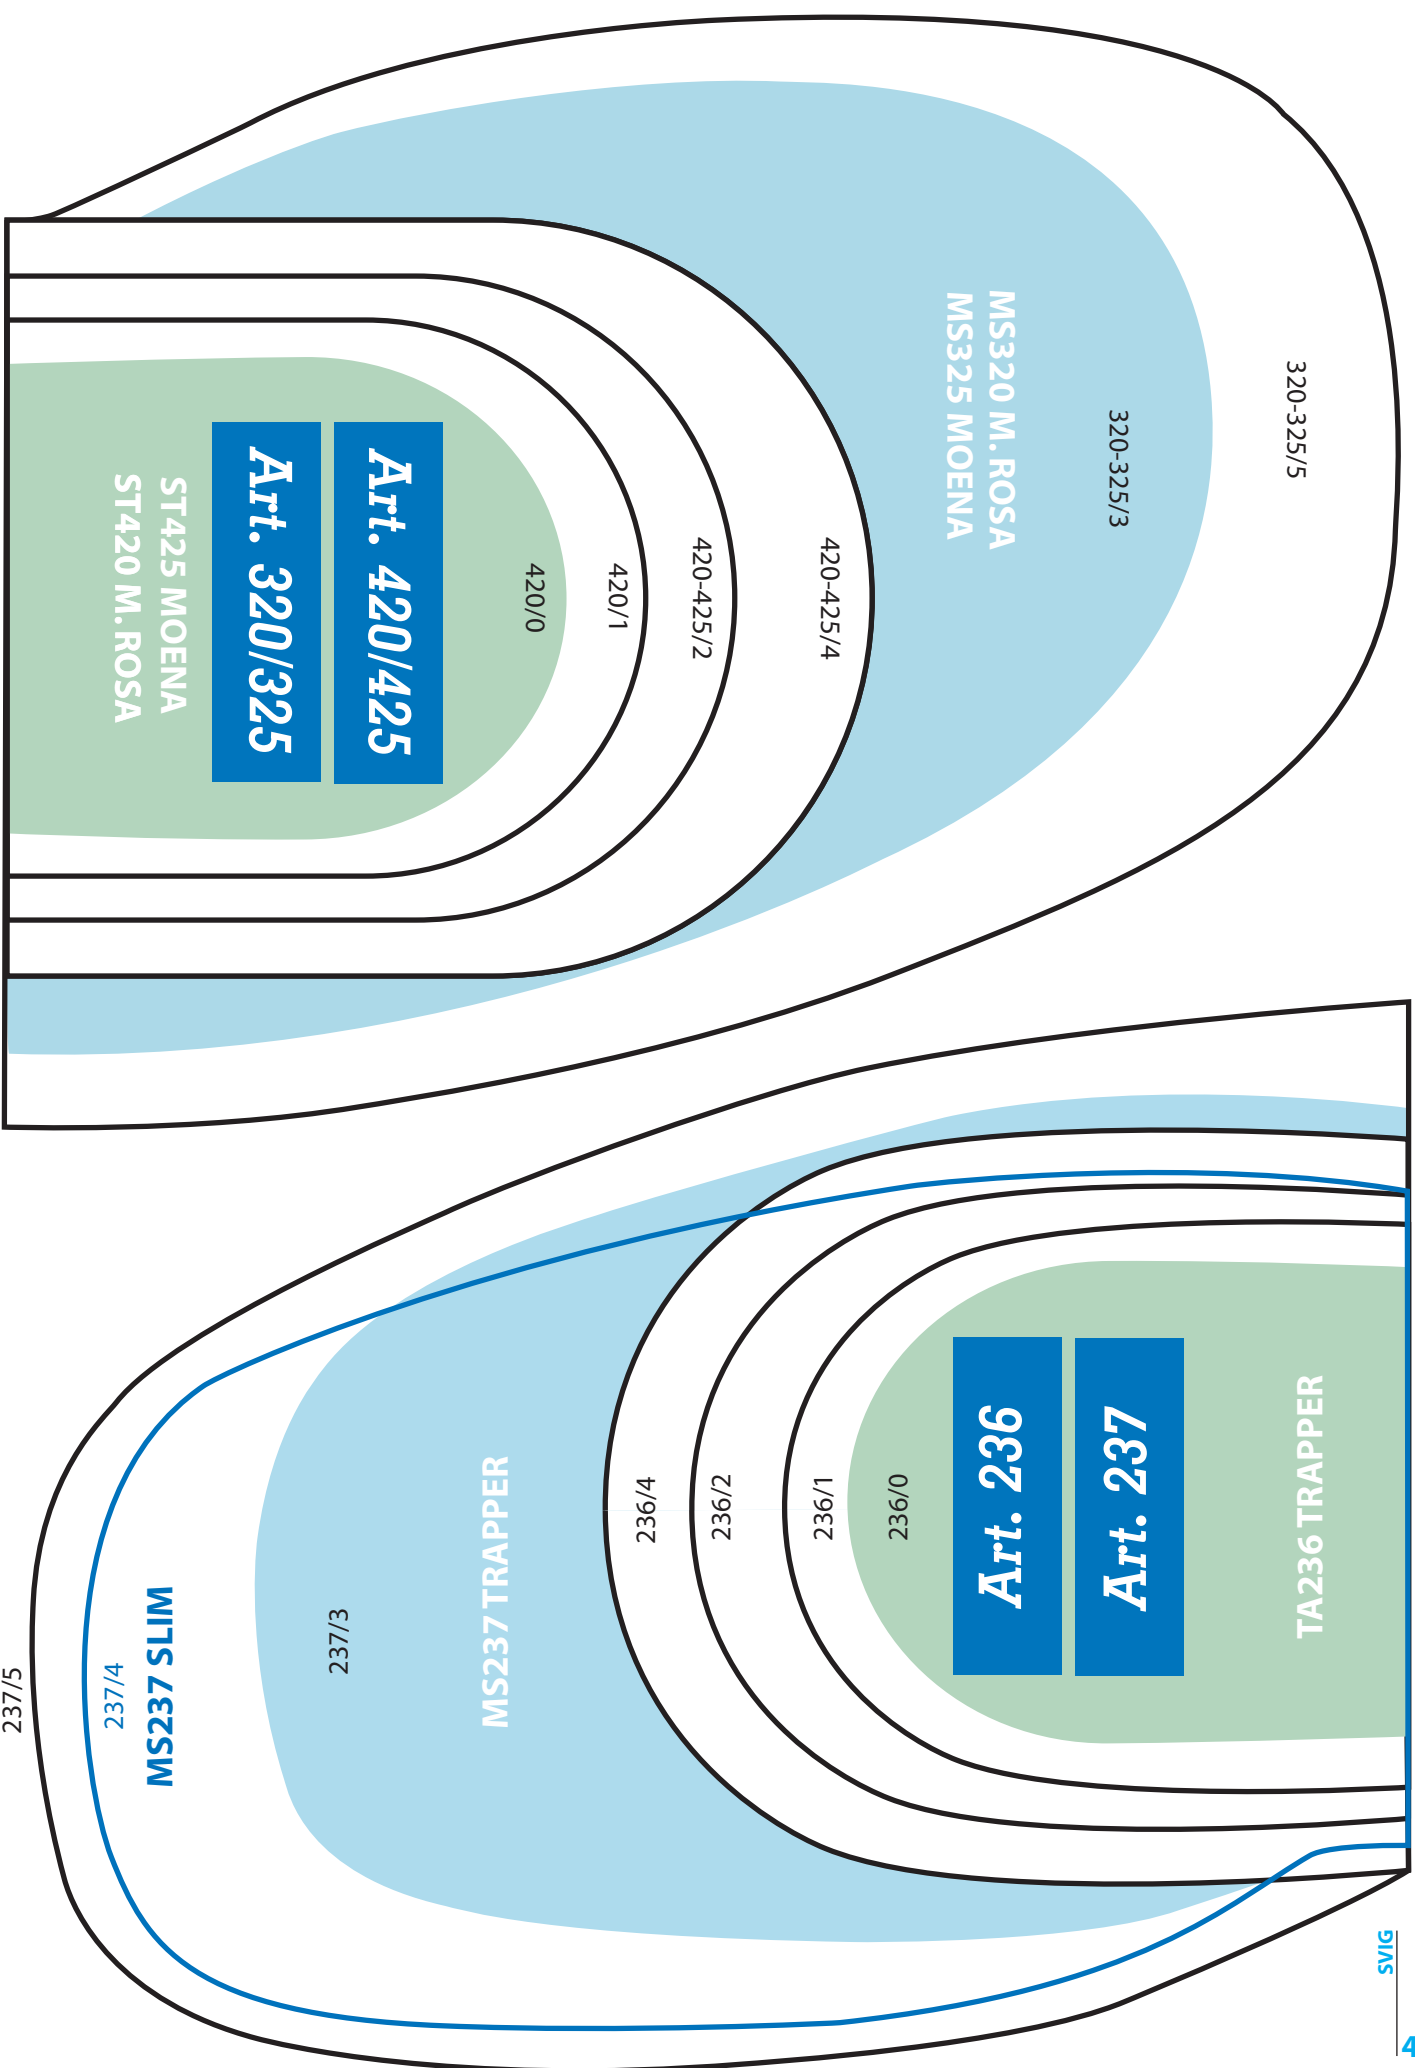 320-325/5
320-325/3
MS320 M. ROSA
MS325 MOENA
420-425/4
420-425/2
420/1
420/0
Art. 420/425
Art. 320/325
ST425 MOENA
ST420 M. ROSA
237/5
237/4
MS237 SLIM
237/3
MS237 TRAPPER
236/4
236/2
236/1
236/0
Art. 236
Art. 237
TA236 TRAPPER
SVIG
4